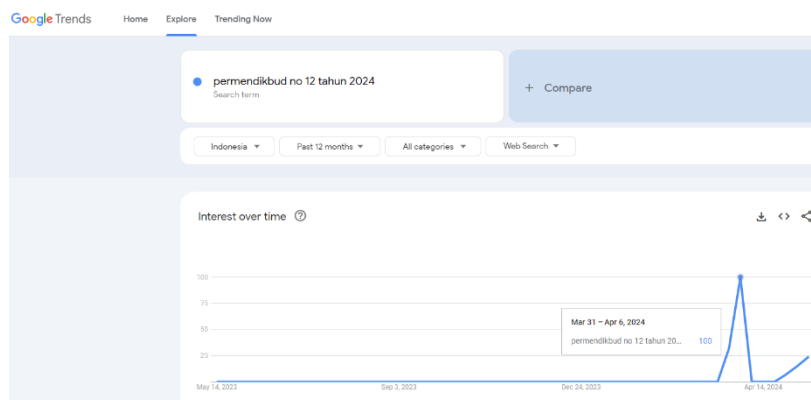 Google Trends
Home Explore Trending Now
permendikbud no 12 tahun 2024
Search term
+ Compare
Indonesia Past 12 months All categories Web Search
Interest over time
100
75
50
25
Mar 31 – Apr 6, 2024
permendikbud no 12 tahun 20... 100
May 14, 2023 Sep 3, 2023 Dec 24, 2023 Apr 14, 2024